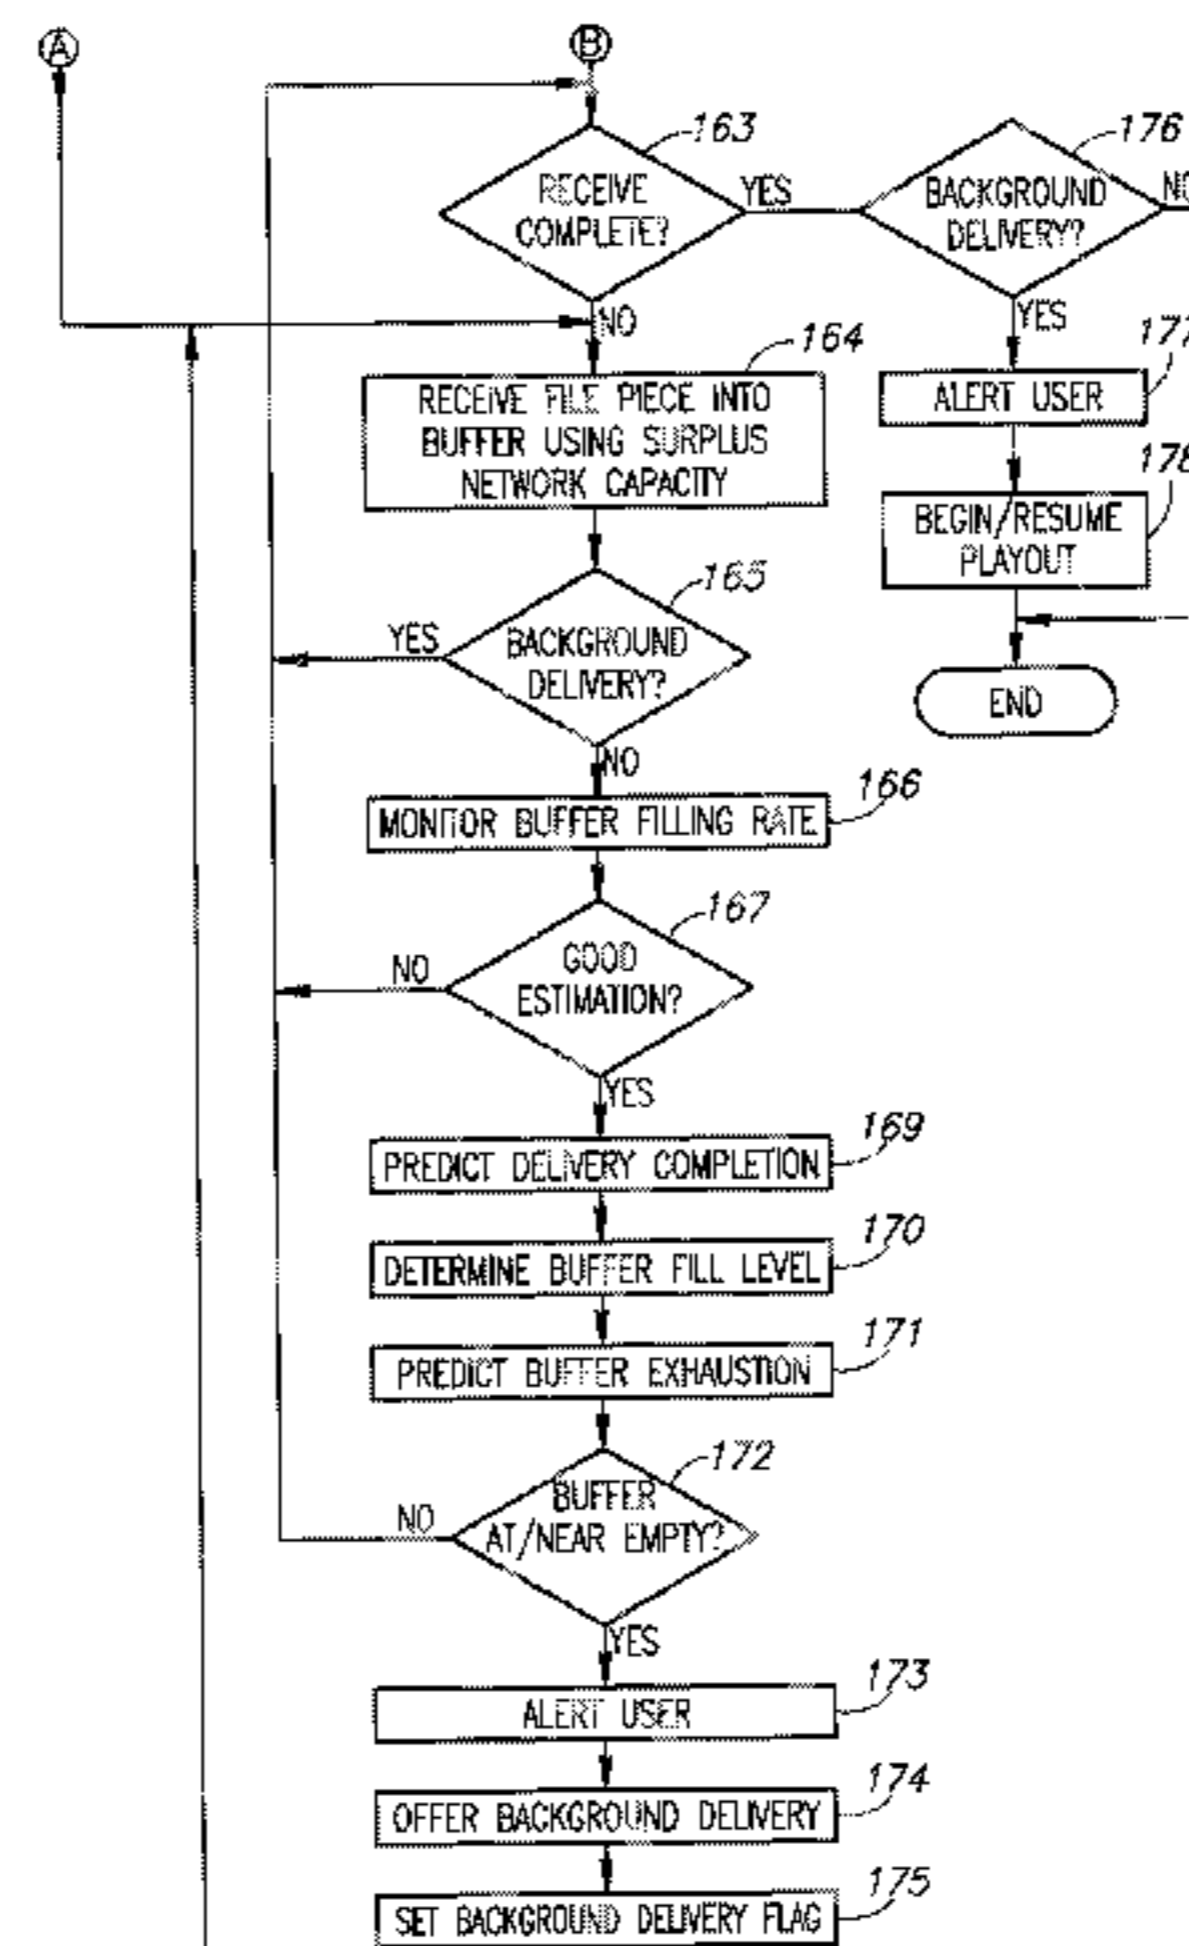 A
B
163
RECEIVE
COMPLETE?
YES
NO
176
BACKGROUND
DELIVERY?
NO
YES
164
RECEIVE FILE PIECE INTO
BUFFER USING SURPLUS
NETWORK CAPACITY
177
ALERT USER
178
BEGIN/RESUME
PLAYOUT
END
165
BACKGROUND
DELIVERY?
YES
NO
166
MONITOR BUFFER FILLING RATE
167
GOOD
ESTIMATION?
NO
YES
169
PREDICT DELIVERY COMPLETION
170
DETERMINE BUFFER FILL LEVEL
171
PREDICT BUFFER EXHAUSTION
172
BUFFER
AT/NEAR EMPTY?
NO
YES
173
ALERT USER
174
OFFER BACKGROUND DELIVERY
175
SET BACKGROUND DELIVERY FLAG